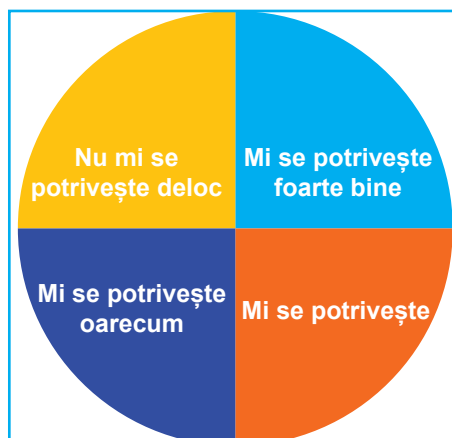 Nu mi se
potrivește deloc
Mi se potrivește
foarte bine
Mi se potrivește
oarecum
Mi se potrivește